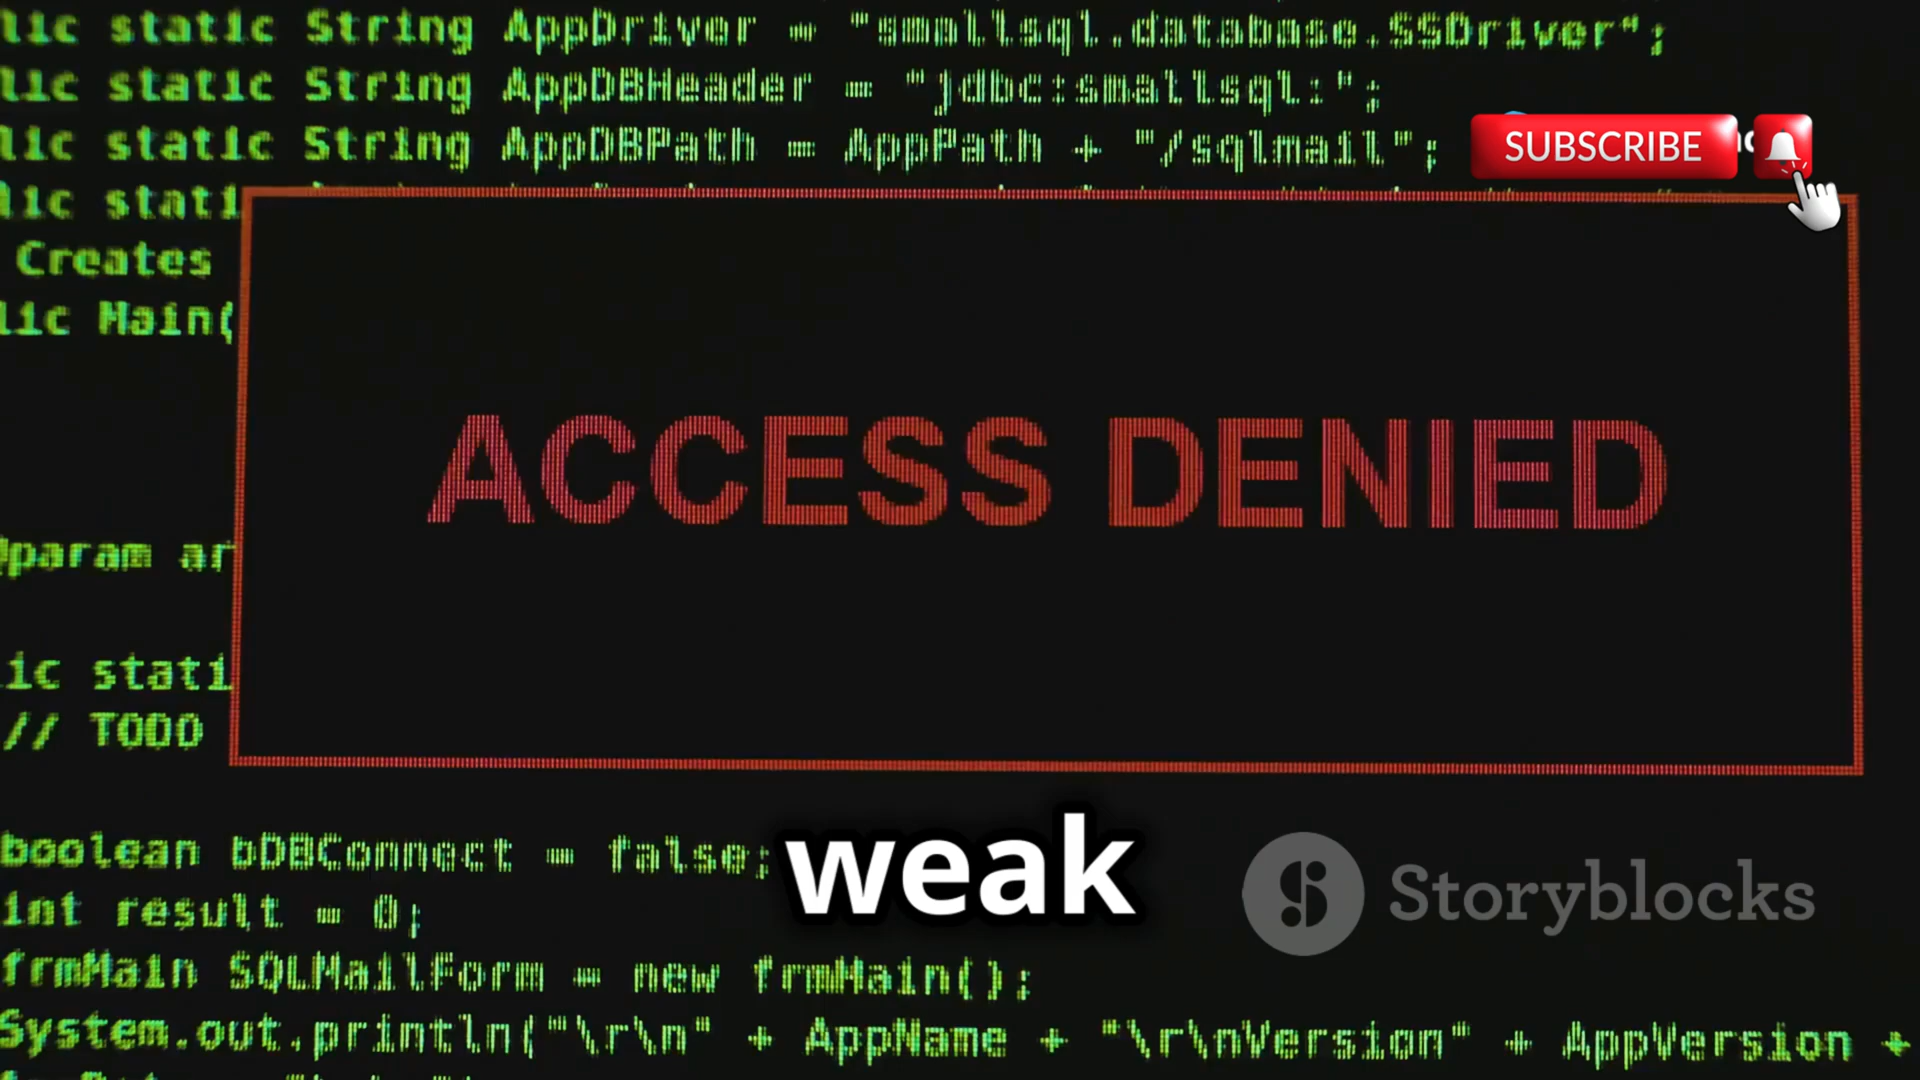 lic static String AppDriver = "smallsql.database.SSDriver";
lic static String AppDBHeader = "jdbc:smallsql:";
lic static String AppDBPath = AppPath + "/sqlmail";
SUBSCRIBE
lic stati
Creates
lic Main(
ACCESS DENIED
@param ar
ic stati
// TODO
boolean bDBConnect = false;
weak
Storyblocks
int result = 0;
frmMain SQLMailForm = new frmMain();
System.out.println("\r\n" + AppName + "\r\nVersion" + AppVersion +